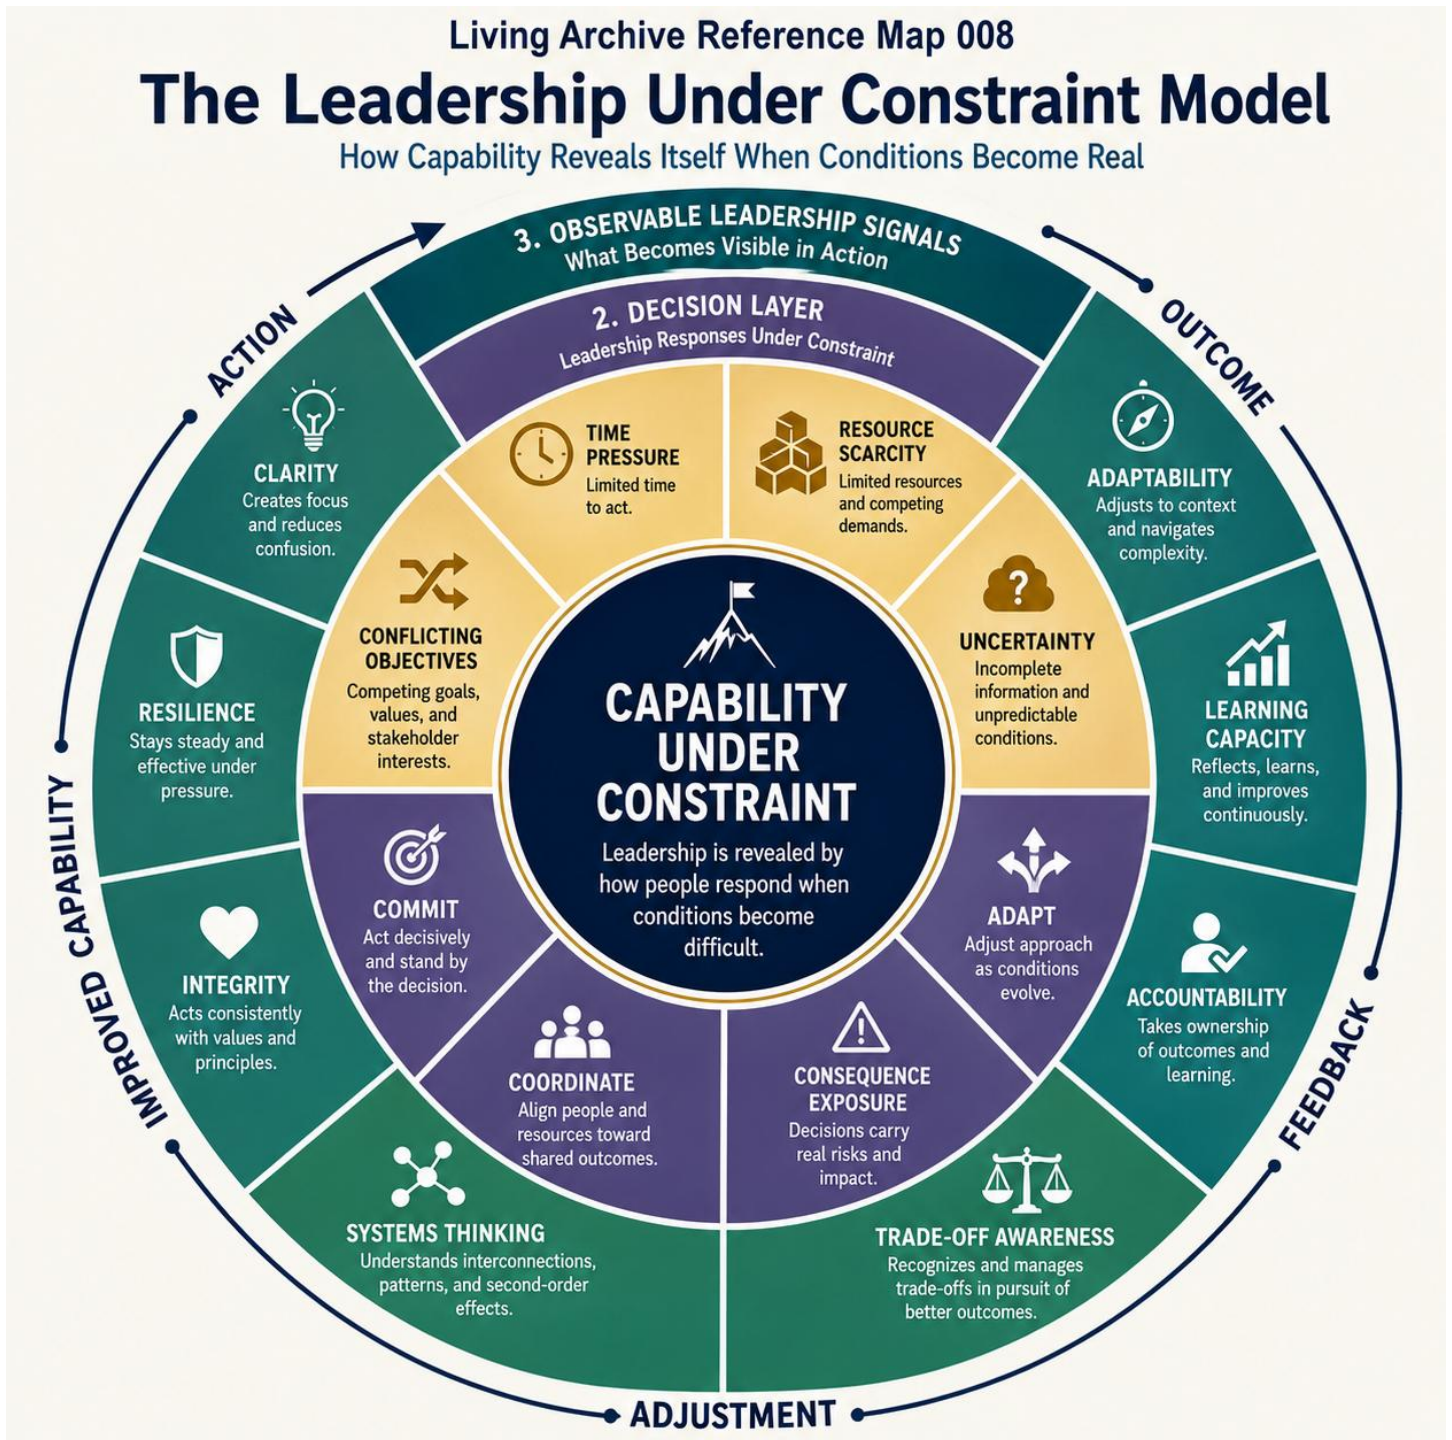 Living Archive Reference Map 008
The Leadership Under Constraint Model
How Capability Reveals Itself When Conditions Become Real
3. OBSERVABLE LEADERSHIP SIGNALS
What Becomes Visible in Action
2. DECISION LAYER
Leadership Responses Under Constraint
ACTION
OUTCOME
FEEDBACK
ADJUSTMENT
IMPROVED CAPABILITY
TIME
PRESSURE
Limited time
to act.
RESOURCE
SCARCITY
Limited resources
and competing
demands.
UNCERTAINTY
Incomplete
information and
unpredictable
conditions.
CONFLICTING
OBJECTIVES
Competing goals,
values, and
stakeholder
interests.
?
CAPABILITY
UNDER
CONSTRAINT
Leadership is revealed by
how people respond when
conditions become
difficult.
COMMIT
Act decisively
and stand by
the decision.
COORDINATE
Align people and
resources toward
shared outcomes.
CONSEQUENCE
EXPOSURE
Decisions carry
real risks and
impact.
ADAPT
Adjust approach
as conditions
evolve.
CLARITY
Creates focus
and reduces
confusion.
ADAPTABILITY
Adjusts to context
and navigates
complexity.
LEARNING
CAPACITY
Reflects, learns,
and improves
continuously.
ACCOUNTABILITY
Takes ownership
of outcomes and
learning.
TRADE-OFF AWARENESS
Recognizes and manages
trade-offs in pursuit of
better outcomes.
SYSTEMS THINKING
Understands interconnections,
patterns, and second-order
effects.
INTEGRITY
Acts consistently
with values and
principles.
RESILIENCE
Stays steady and
effective under
pressure.